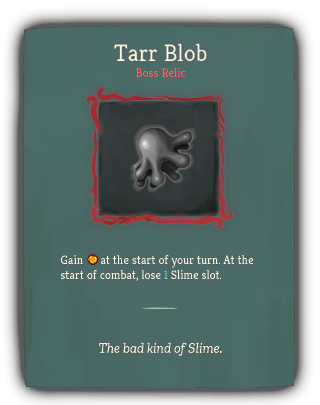 Tarr Blob
Boss Relic
Gain at the start of your turn. At the
start of combat, lose 1 Slime slot.
The bad kind of Slime.